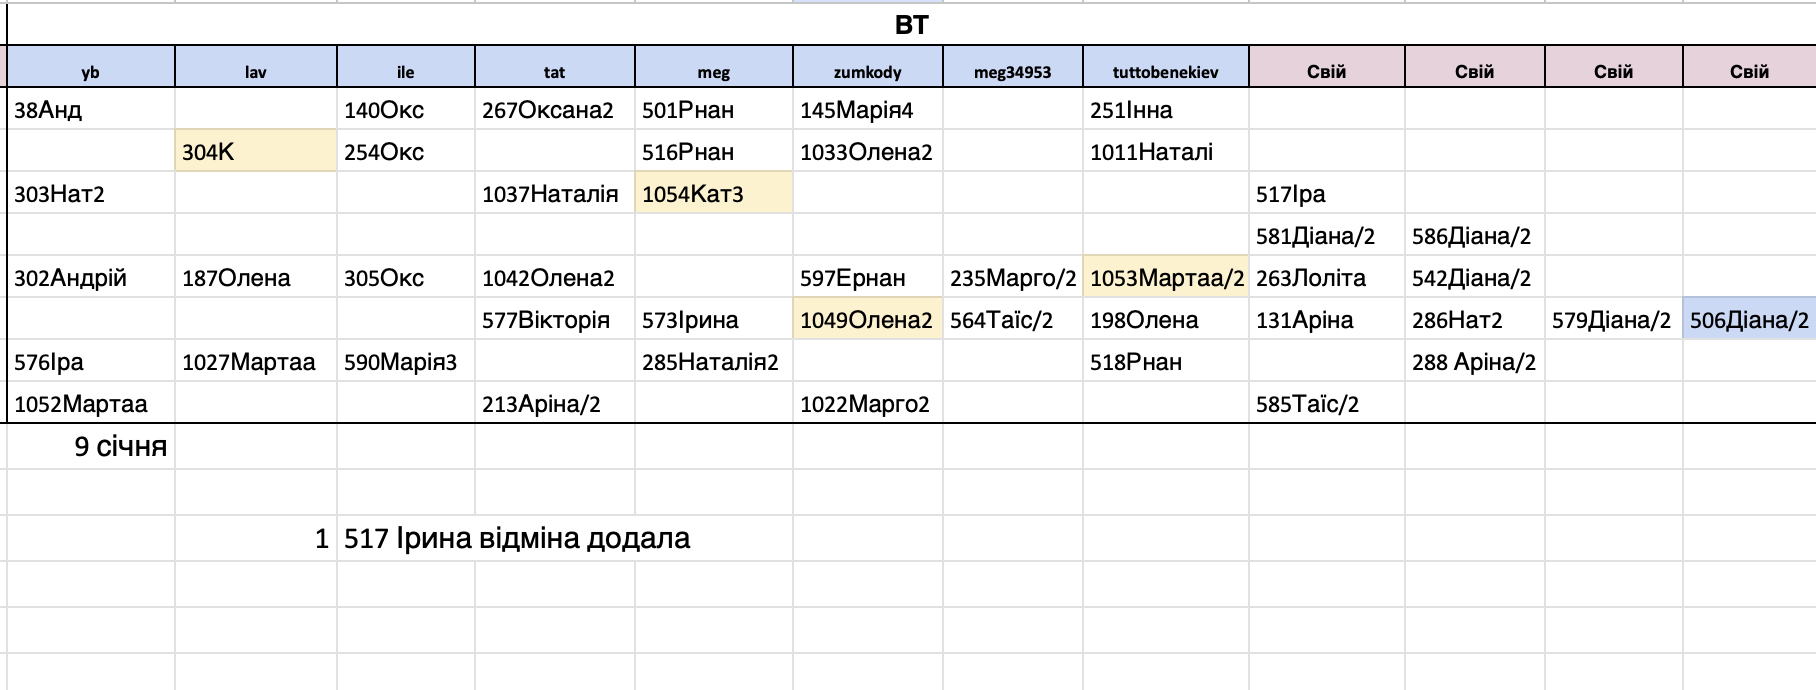 ВТ
yb lav ile tat meg zumkody meg34953 tuttobenekiev Свій Свій Свій Свій
38Анд 140Окс 267Оксана2 501Рнан 145Марія4 251Інна
304К 254Окс 516Рнан 1033Олена2 1011Наталі
303Нат2 1037Наталія 1054Кат3 517Іра
581Діана/2 586Діана/2
302Андрій 187Олена 305Окс 1042Олена2 597Ернан 235Марго/2 1053Мартаа/2 263Лоліта 542Діана/2
577Вікторія 573Ірина 1049Олена2 564Таїс/2 198Олена 131Аріна 286Нат2 579Діана/2 506Діана/2
576Іра 1027Мартаа 590Марія3 285Наталія2 518Рнан 288 Аріна/2
1052Мартаа 213Аріна/2 1022Марго2 585Таїс/2
9 січня
1 517 Ірина відміна додала